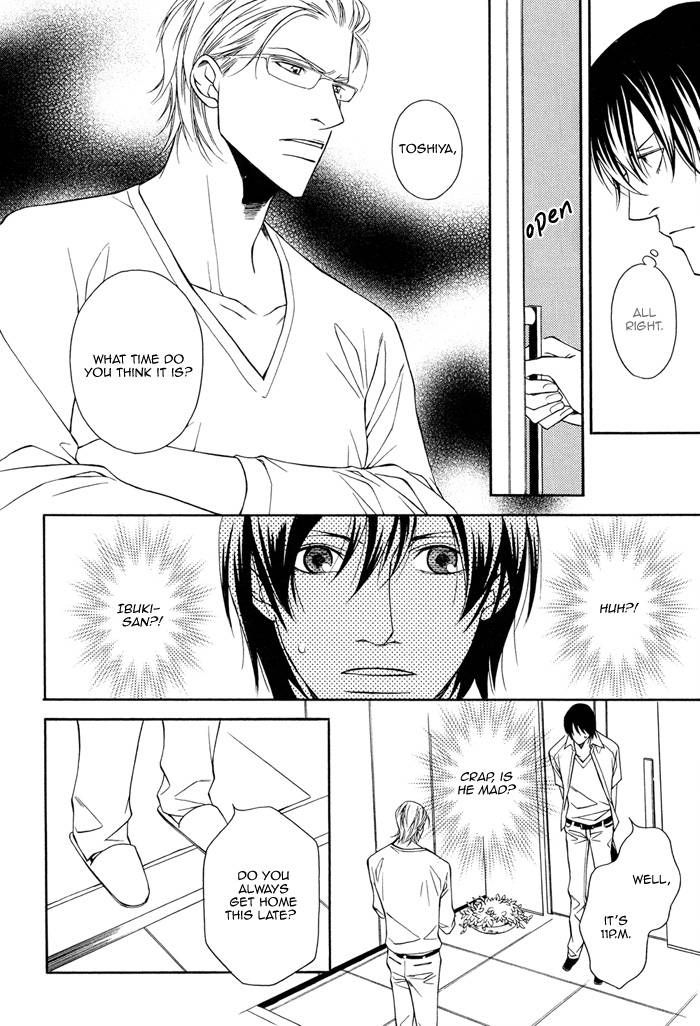 ALL
RIGHT.
open
TOSHIYA,
WHAT TIME DO
YOU THINK IT IS?
HUH?!
IBUKI-
SAN?!
CRAP, IS
HE MAD?
WELL,
IT'S
11P.M.
DO YOU
ALWAYS
GET HOME
THIS LATE?